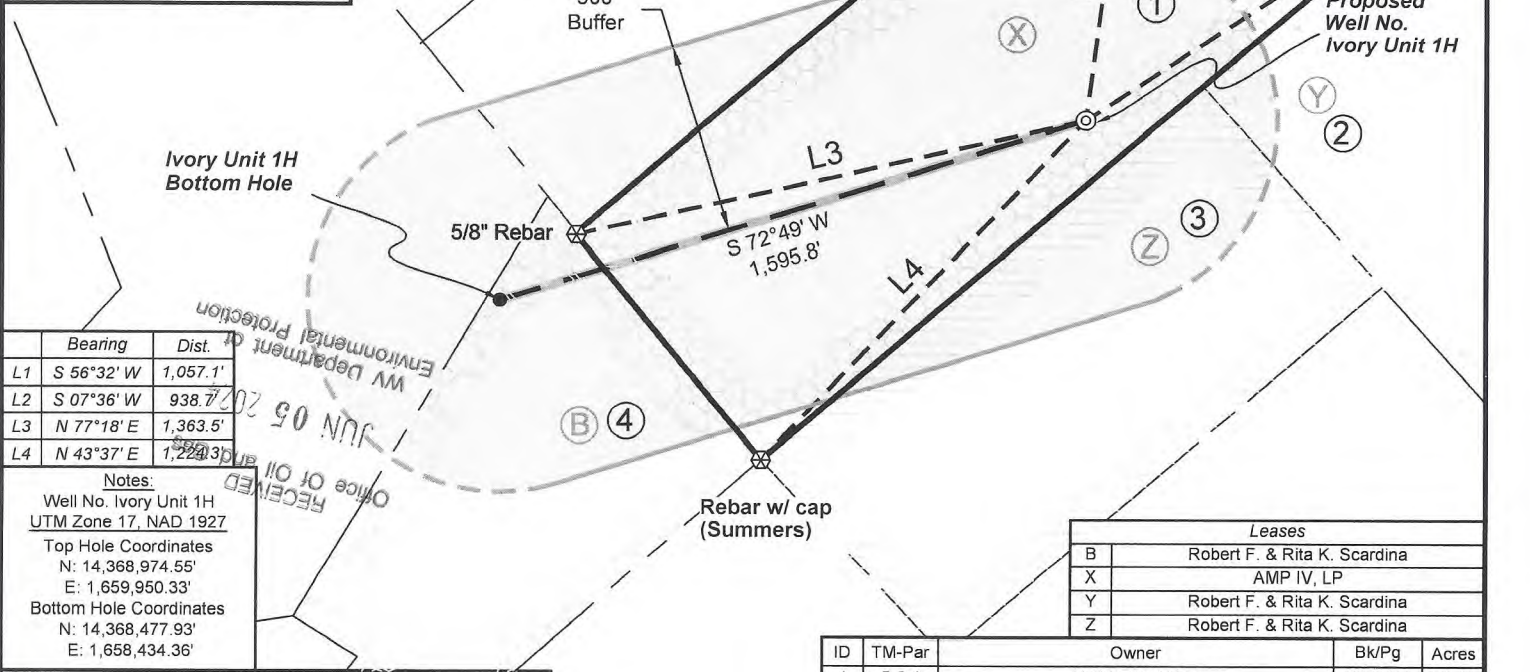 Buffer
X
1
Proposed
Well No.
Ivory Unit 1H
Y
2
Ivory Unit 1H
Bottom Hole
L3
5/8" Rebar
S 72°49' W
1,595.8'
3
Z
L4
WV Department of
Environmental Protection
JUN 05
RECEIVED
Office Of Oil and Gas
Bearing Dist.
L1 S 56°32' W 1,057.1'
L2 S 07°36' W 938.7'
L3 N 77°18' E 1,363.5'
L4 N 43°37' E 1,224.3'
B
4
Notes:
Well No. Ivory Unit 1H
UTM Zone 17, NAD 1927
Top Hole Coordinates
N: 14,368,974.55'
E: 1,659,950.33'
Bottom Hole Coordinates
N: 14,368,477.93'
E: 1,658,434.36'
Rebar w/ cap
(Summers)
Leases
B Robert F. & Rita K. Scardina
X AMP IV, LP
Y Robert F. & Rita K. Scardina
Z Robert F. & Rita K. Scardina
ID TM-Par Owner Bk/Pg Acres